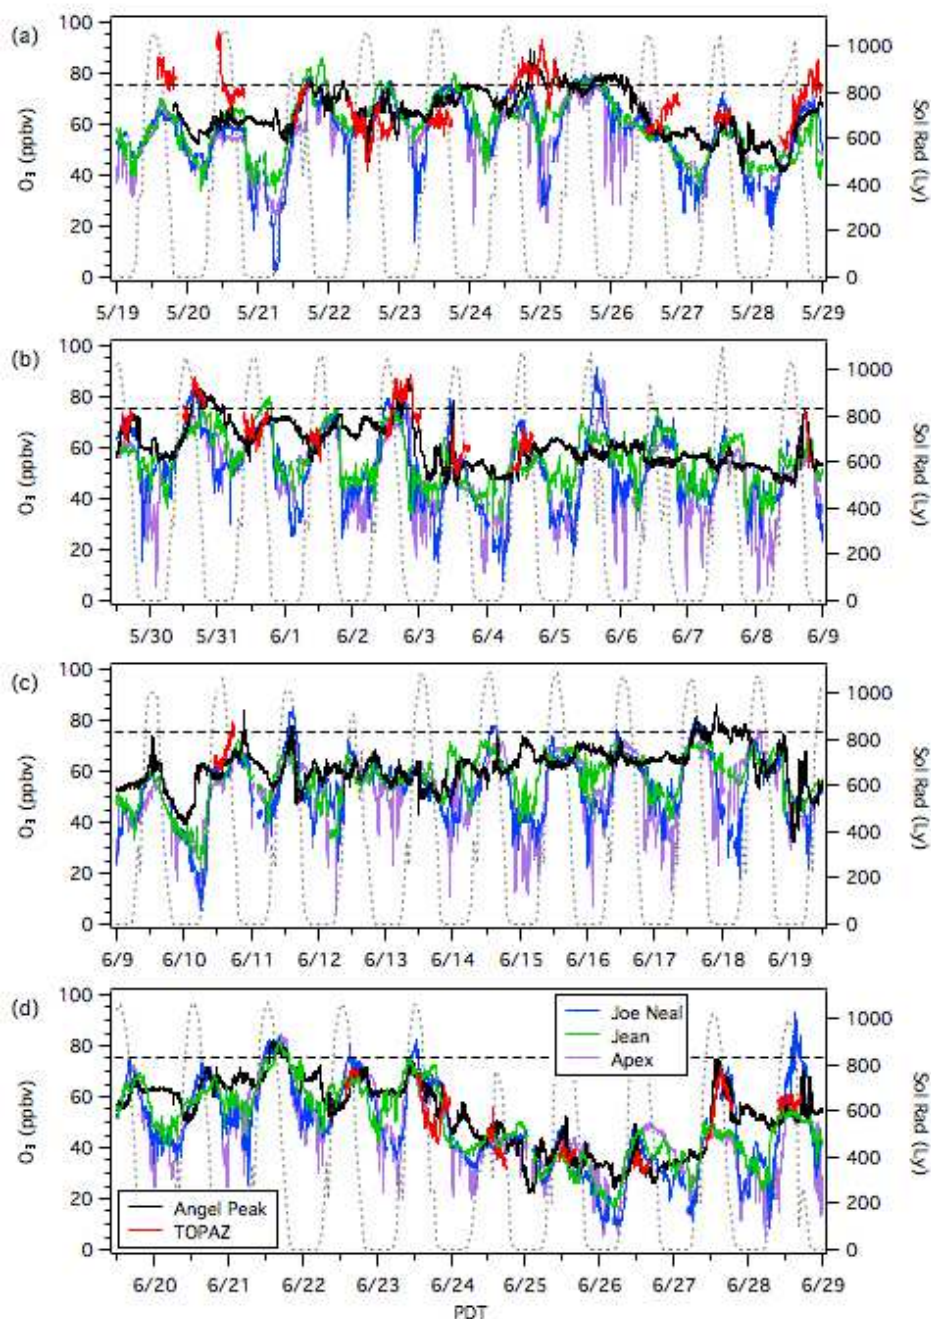 (a)
100
80
60
40
20
0
O₃ (ppbv)
1000
800
600
400
200
0
Sol Rad (Ly)
5/19 5/20 5/21 5/22 5/23 5/24 5/25 5/26 5/27 5/28 5/29
(b)
100
80
60
40
20
0
O₃ (ppbv)
1000
800
600
400
200
0
Sol Rad (Ly)
5/30 5/31 6/1 6/2 6/3 6/4 6/5 6/6 6/7 6/8 6/9
(c)
100
80
60
40
20
0
O₃ (ppbv)
1000
800
600
400
200
0
Sol Rad (Ly)
6/9 6/10 6/11 6/12 6/13 6/14 6/15 6/16 6/17 6/18 6/19
(d)
100
80
60
40
20
0
O₃ (ppbv)
Joe Neal
Jean
Apex
Angel Peak
TOPAZ
1000
800
600
400
200
0
Sol Rad (Ly)
6/20 6/21 6/22 6/23 6/24 6/25 6/26 6/27 6/28 6/29
PDT